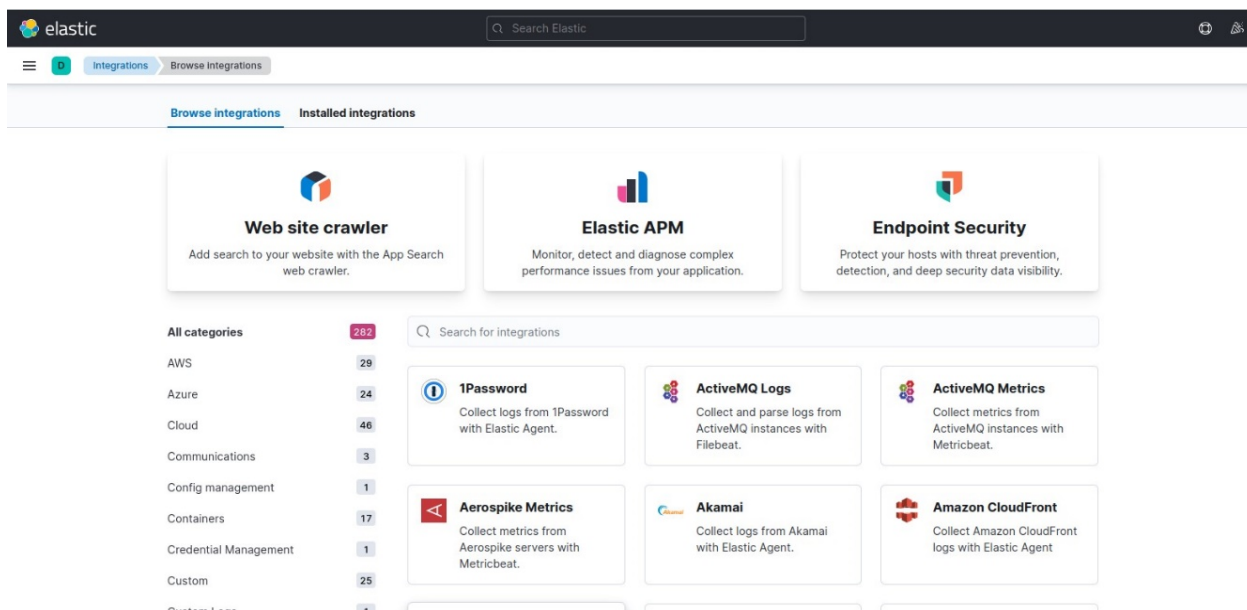 elastic
Search Elastic
D
Integrations
Browse integrations
Browse integrations
Installed integrations
Web site crawler
Add search to your website with the App Search
web crawler.
Elastic APM
Monitor, detect and diagnose complex
performance issues from your application.
Endpoint Security
Protect your hosts with threat prevention,
detection, and deep security data visibility.
All categories 282
AWS 29
Azure 24
Cloud 46
Communications 3
Config management 1
Containers 17
Credential Management 1
Custom 25
Search for integrations
1Password
Collect logs from 1Password
with Elastic Agent.
ActiveMQ Logs
Collect and parse logs from
ActiveMQ instances with
Filebeat.
ActiveMQ Metrics
Collect metrics from
ActiveMQ instances with
Metricbeat.
Aerospike Metrics
Collect metrics from
Aerospike servers with
Metricbeat.
Akamai
Akamai
Collect logs from Akamai
with Elastic Agent.
Amazon CloudFront
Collect Amazon CloudFront
logs with Elastic Agent